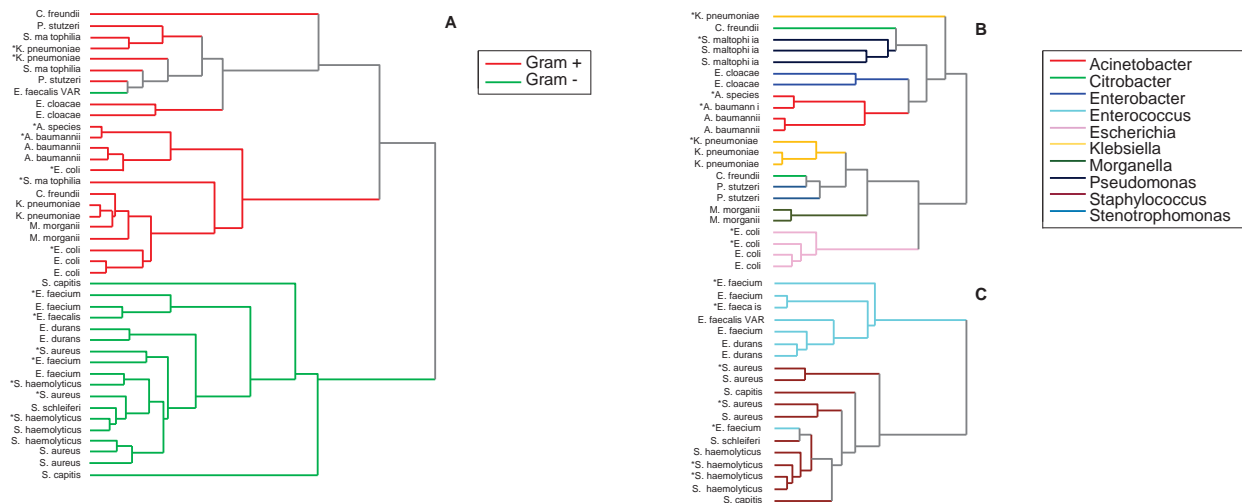 C. freundii
P. stutzeri
S. ma tophilia
*K. pneumoniae
*K. pneumoniae
S. ma tophilia
P. stutzeri
E. faecalis VAR
E. cloacae
E. cloacae
*A. species
*A. baumannii
A. baumannii
A. baumannii
*E. coli
*S. ma tophilia
C. freundii
K. pneumoniae
K. pneumoniae
M. morganii
M. morganii
*E. coli
E. coli
E. coli
S. capitis
*E. faecium
E. faecium
*E. faecalis
E. durans
E. durans
*S. aureus
*E. faecium
E. faecium
*S. haemolyticus
*S. aureus
S. schleiferi
*S. haemolyticus
S. haemolyticus
S. haemolyticus
S. aureus
S. aureus
S. capitis
A
Gram +
Gram -
*K. pneumoniae
C. freundii
*S. maltophi ia
S. maltophi ia
S. maltophi ia
E. cloacae
E. cloacae
*A. species
*A. baumann i
A. baumannii
A. baumannii
*K. pneumoniae
K. pneumoniae
K. pneumoniae
C. freundii
P. stutzeri
P. stutzeri
M. morganii
M. morganii
*E. coli
*E. coli
E. coli
E. coli
B
*E. faecium
E. faecium
*E. faeca is
E. faecalis VAR
E. faecium
E. durans
E. durans
*S. aureus
S. aureus
S. capitis
*S. aureus
S. aureus
*E. faecium
S. schleiferi
S. haemolyticus
*S. haemolyticus
*S. haemolyticus
S. haemolyticus
S. capitis
C
Acinetobacter
Citrobacter
Enterobacter
Enterococcus
Escherichia
Klebsiella
Morganella
Pseudomonas
Staphylococcus
Stenotrophomonas